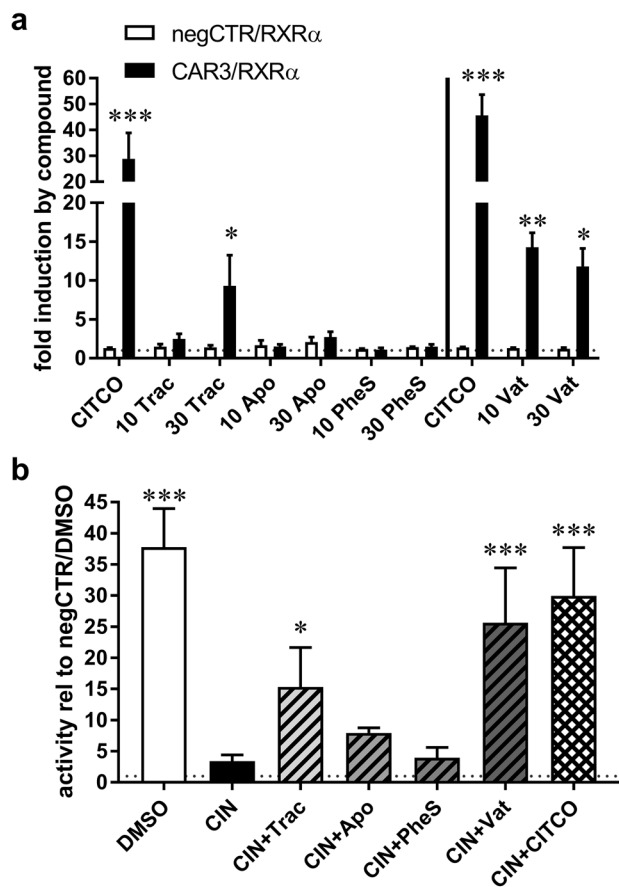 a
negCTR/RXRα
CAR3/RXRα
fold induction by compound
60
50
40
30
20
20
15
10
5
0
***
*
***
**
*
CITCO
10 Trac
30 Trac
10 Apo
30 Apo
10 PheS
30 PheS
CITCO
10 Vat
30 Vat
b
activity rel to negCTR/DMSO
45
40
35
30
25
20
15
10
5
0
***
*
***
***
DMSO
CIN
CIN+Trac
CIN+Apo
CIN+PheS
CIN+Vat
CIN+CITCO